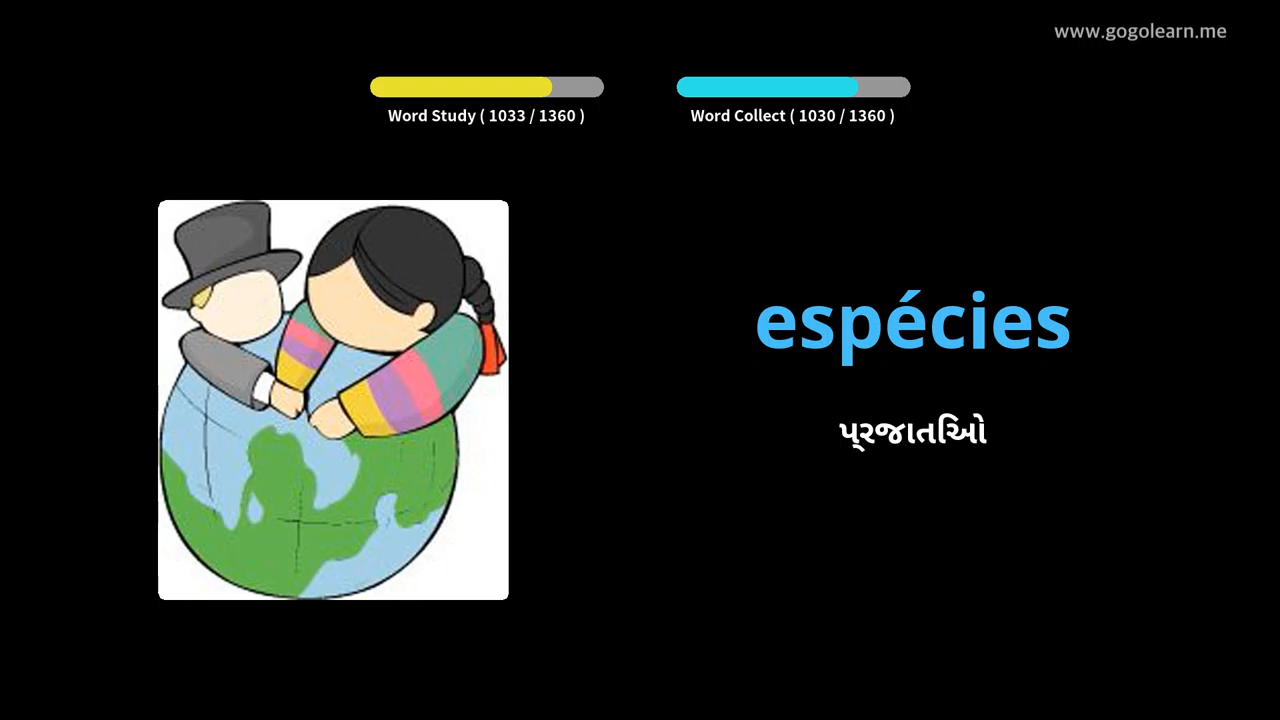 www.gogolearn.me
Word Study ( 1033 / 1360 )
Word Collect ( 1030 / 1360 )
espécies
પ્રજાતિઓ